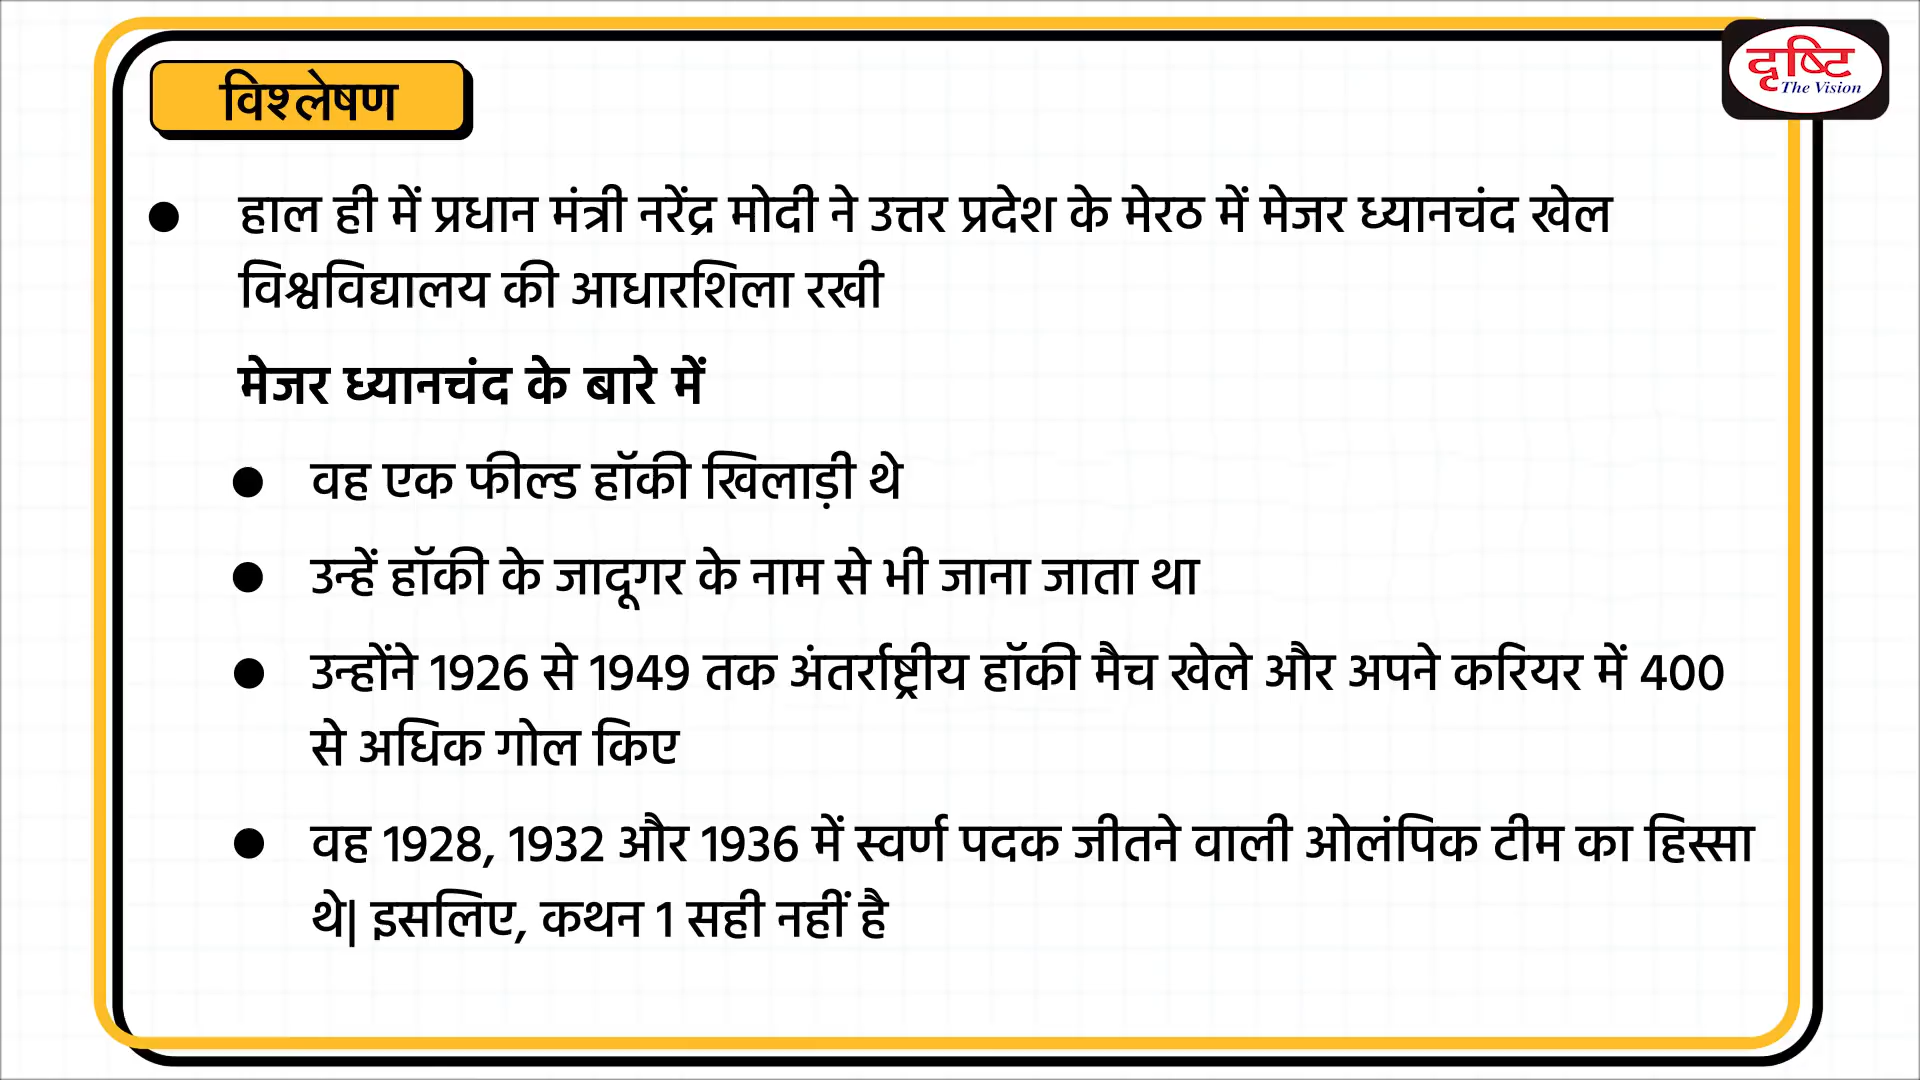 दृष्टि
The Vision
विश्लेषण
● हाल ही में प्रधान मंत्री नरेंद्र मोदी ने उत्तर प्रदेश के मेरठ में मेजर ध्यानचंद खेल
विश्वविद्यालय की आधारशिला रखी
मेजर ध्यानचंद के बारे में
● वह एक फील्ड हॉकी खिलाड़ी थे
● उन्हें हॉकी के जादूगर के नाम से भी जाना जाता था
● उन्होंने 1926 से 1949 तक अंतर्राष्ट्रीय हॉकी मैच खेले और अपने करियर में 400
से अधिक गोल किए
● वह 1928, 1932 और 1936 में स्वर्ण पदक जीतने वाली ओलंपिक टीम का हिस्सा
थे| इसलिए, कथन 1 सही नहीं है